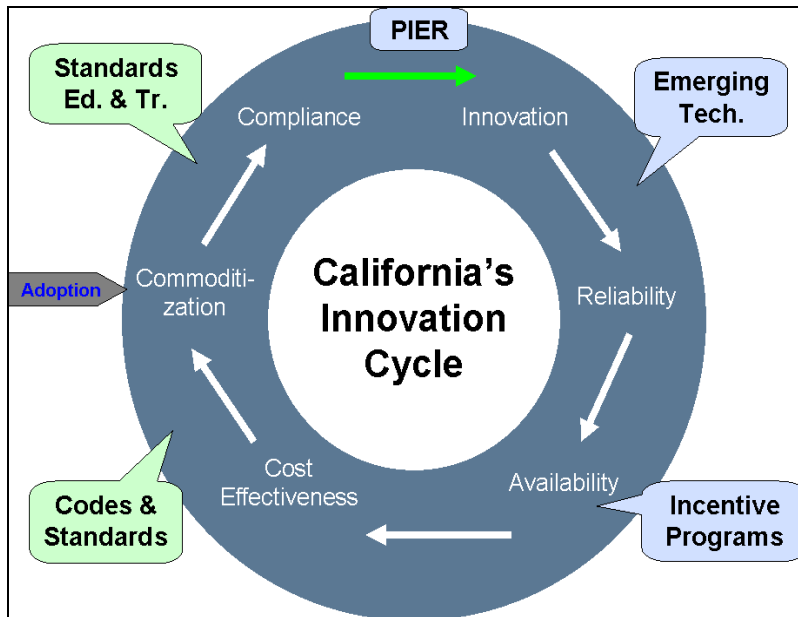 PIER
Standards
Ed. & Tr.
Emerging
Tech.
Compliance
Innovation
California's
Innovation
Cycle
Adoption
Commoditi-
zation
Reliability
Cost
Effectiveness
Availability
Codes &
Standards
Incentive
Programs